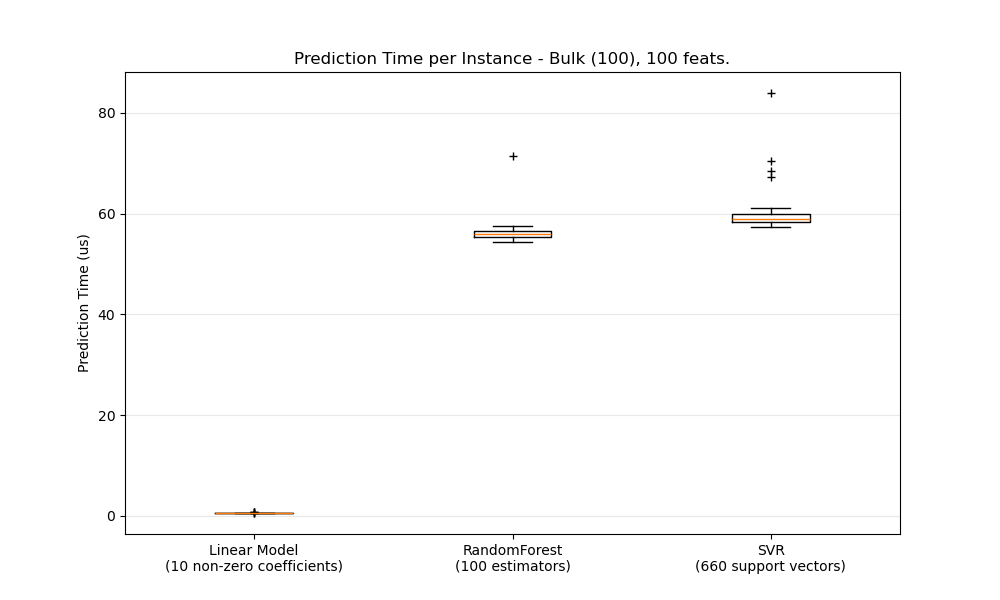 Prediction Time per Instance - Bulk (100), 100 feats.
Prediction Time (us)
80
60
40
20
0
Linear Model
(10 non-zero coefficients)
RandomForest
(100 estimators)
SVR
(660 support vectors)